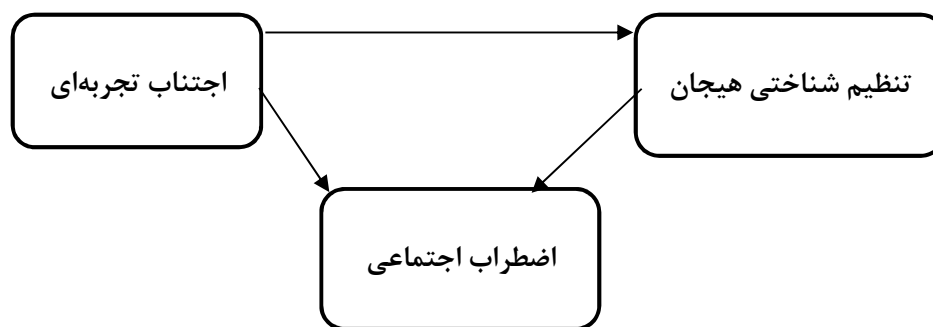 تنظیم شناختی هیجان
اجتناب تجربه‌ای
اضطراب اجتماعی